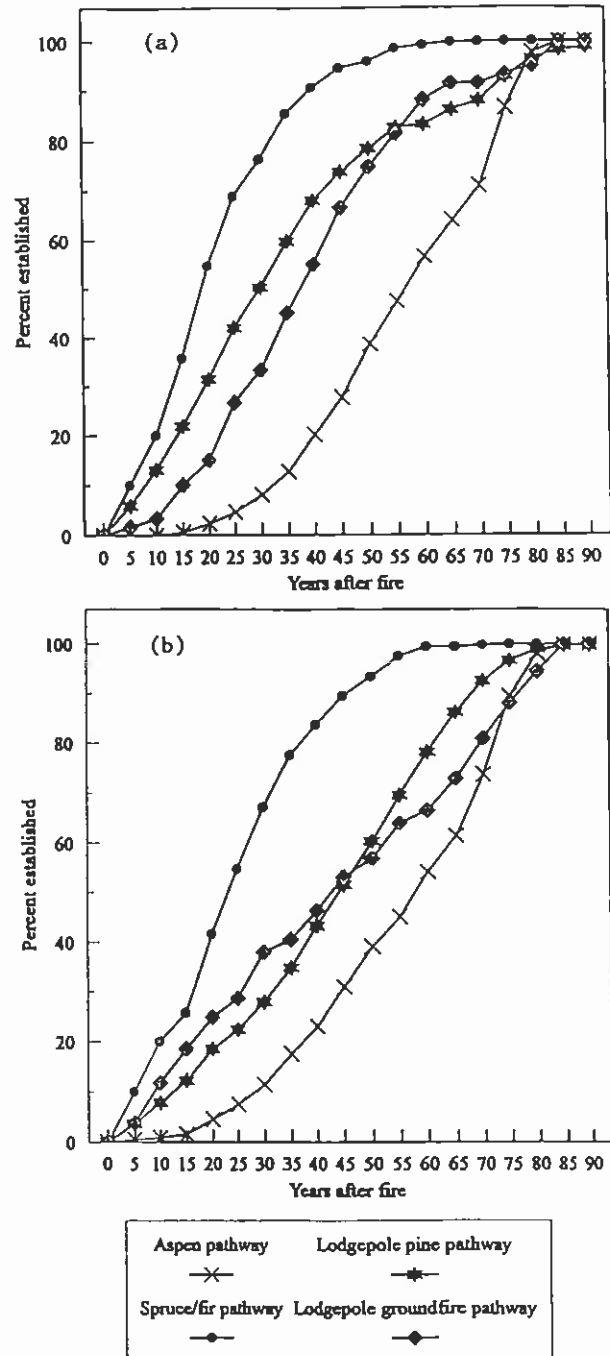 (a)
100
80
60
40
20
0
Percent established
0 5 10 15 20 25 30 35 40 45 50 55 60 65 70 75 80 85 90
Years after fire
(b)
100
80
60
40
20
0
Percent established
0 5 10 15 20 25 30 35 40 45 50 55 60 65 70 75 80 85 90
Years after fire
Aspen pathway Lodgepole pine pathway
Spruce/fir pathway Lodgepole groundfire pathway